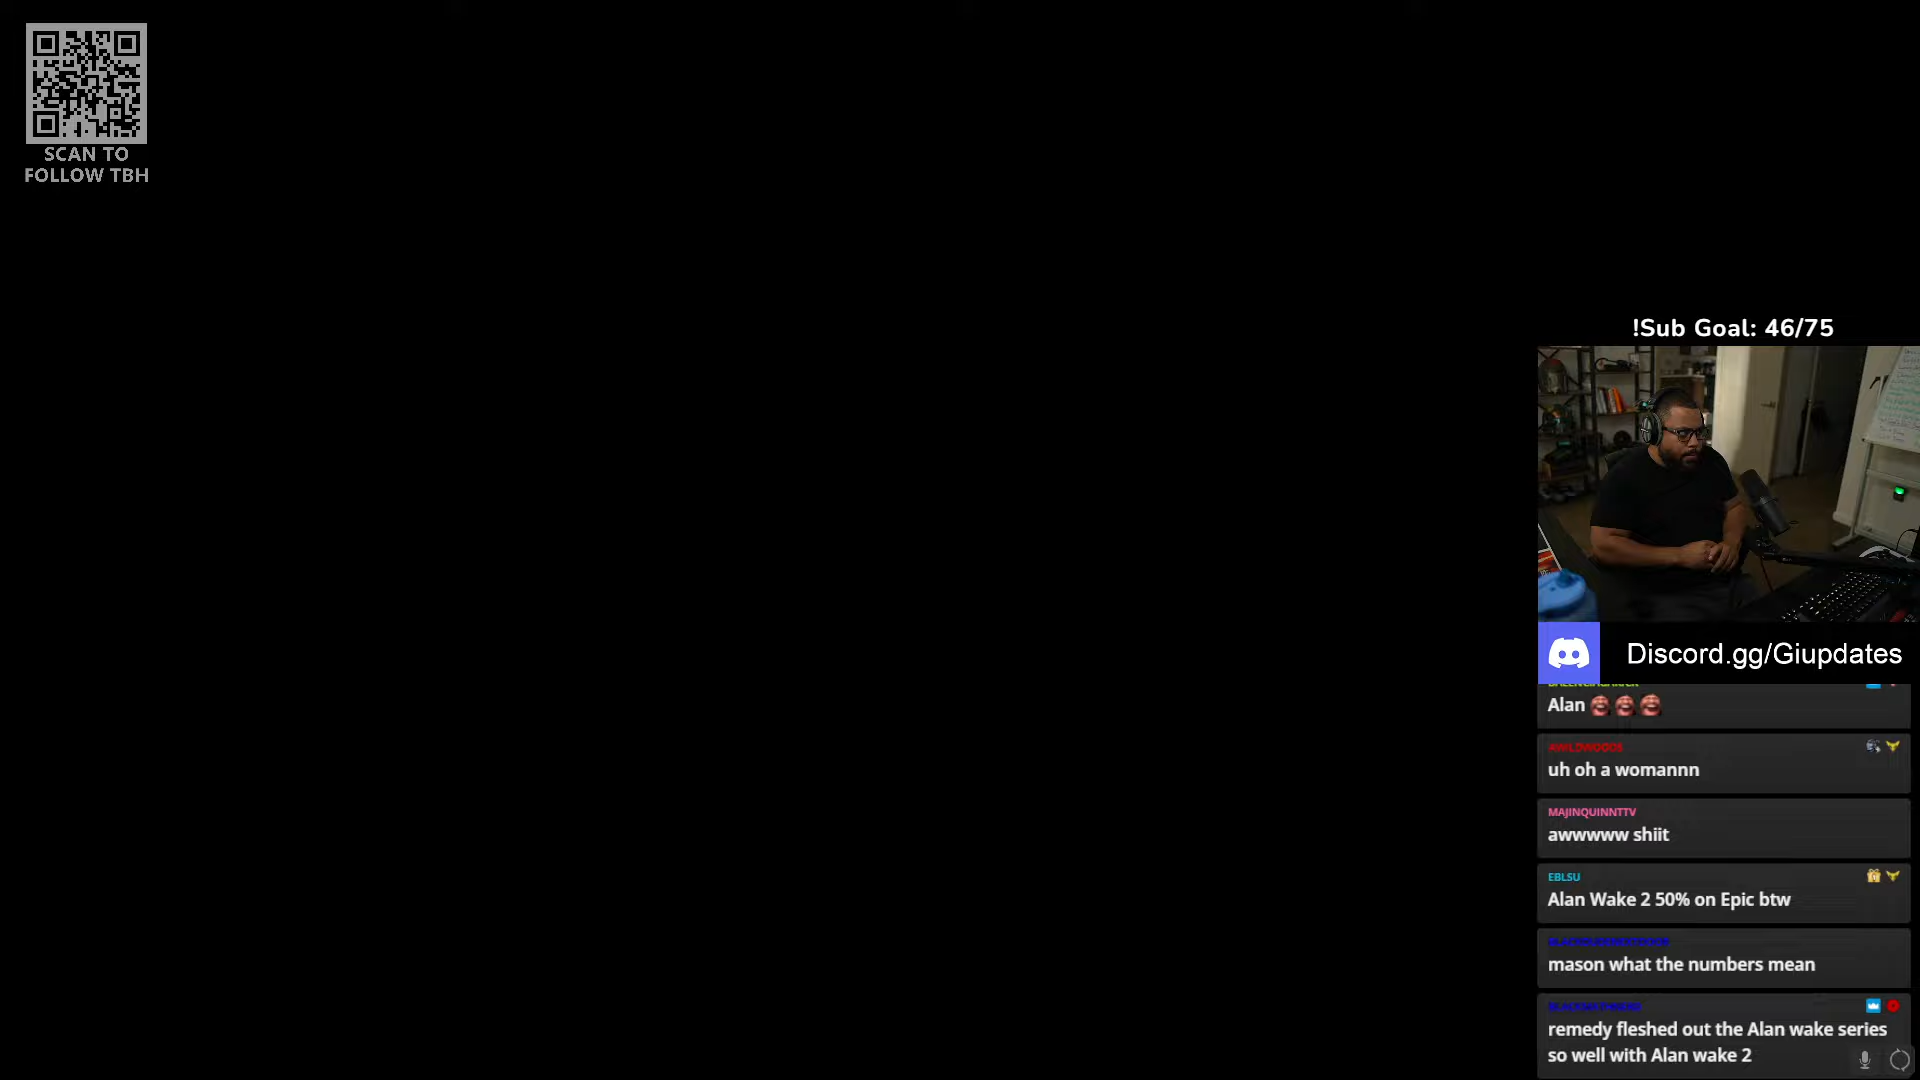 SCAN TO
FOLLOW TBH
!Sub Goal: 46/75
Discord.gg/Giupdates
Alan
AWILDWOOOS
uh oh a womannn
MAJINQUINNTTV
awwwww shiit
EBLSU
Alan Wake 2 50% on Epic btw
mason what the numbers mean
remedy fleshed out the Alan wake series
so well with Alan wake 2